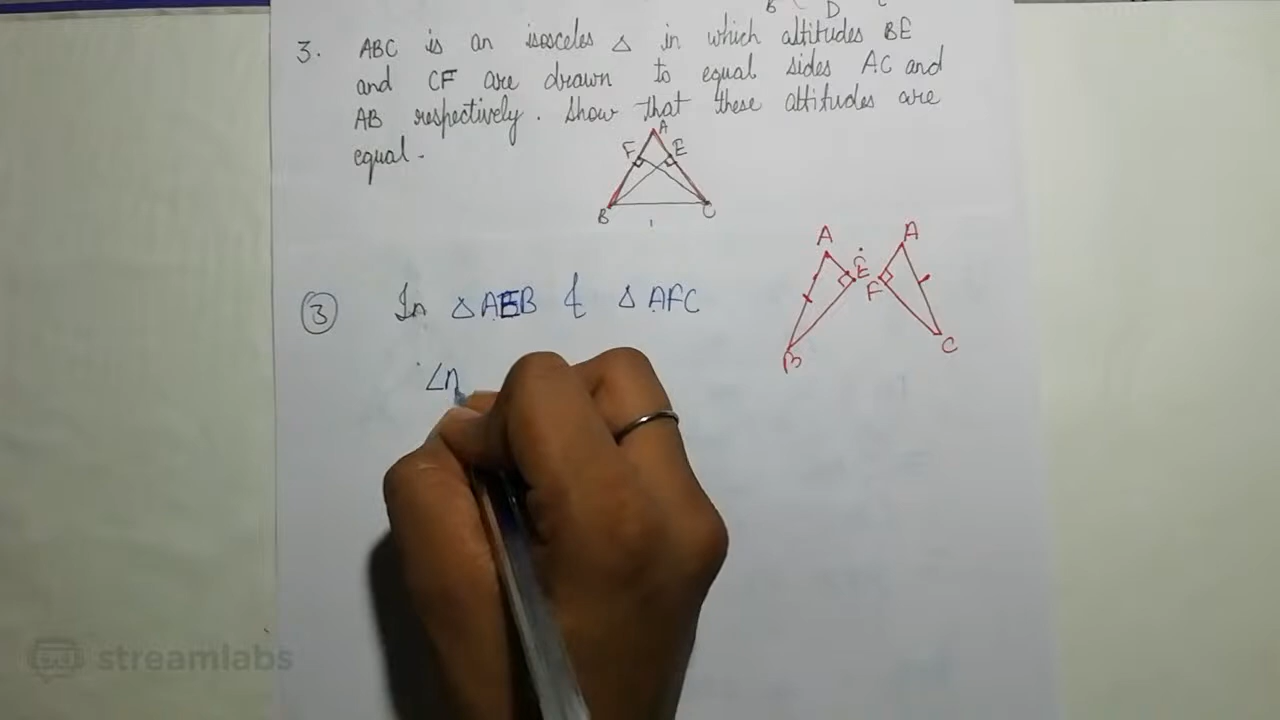 B D C
3. ABC is an isosceles △ in which altitudes BE
and CF are drawn to equal sides AC and
AB respectively. Show that these altitudes are
equal.
A
F E
B C
A A
E
F
B C
③ In △AEB & △AFC
∠
streamlabs